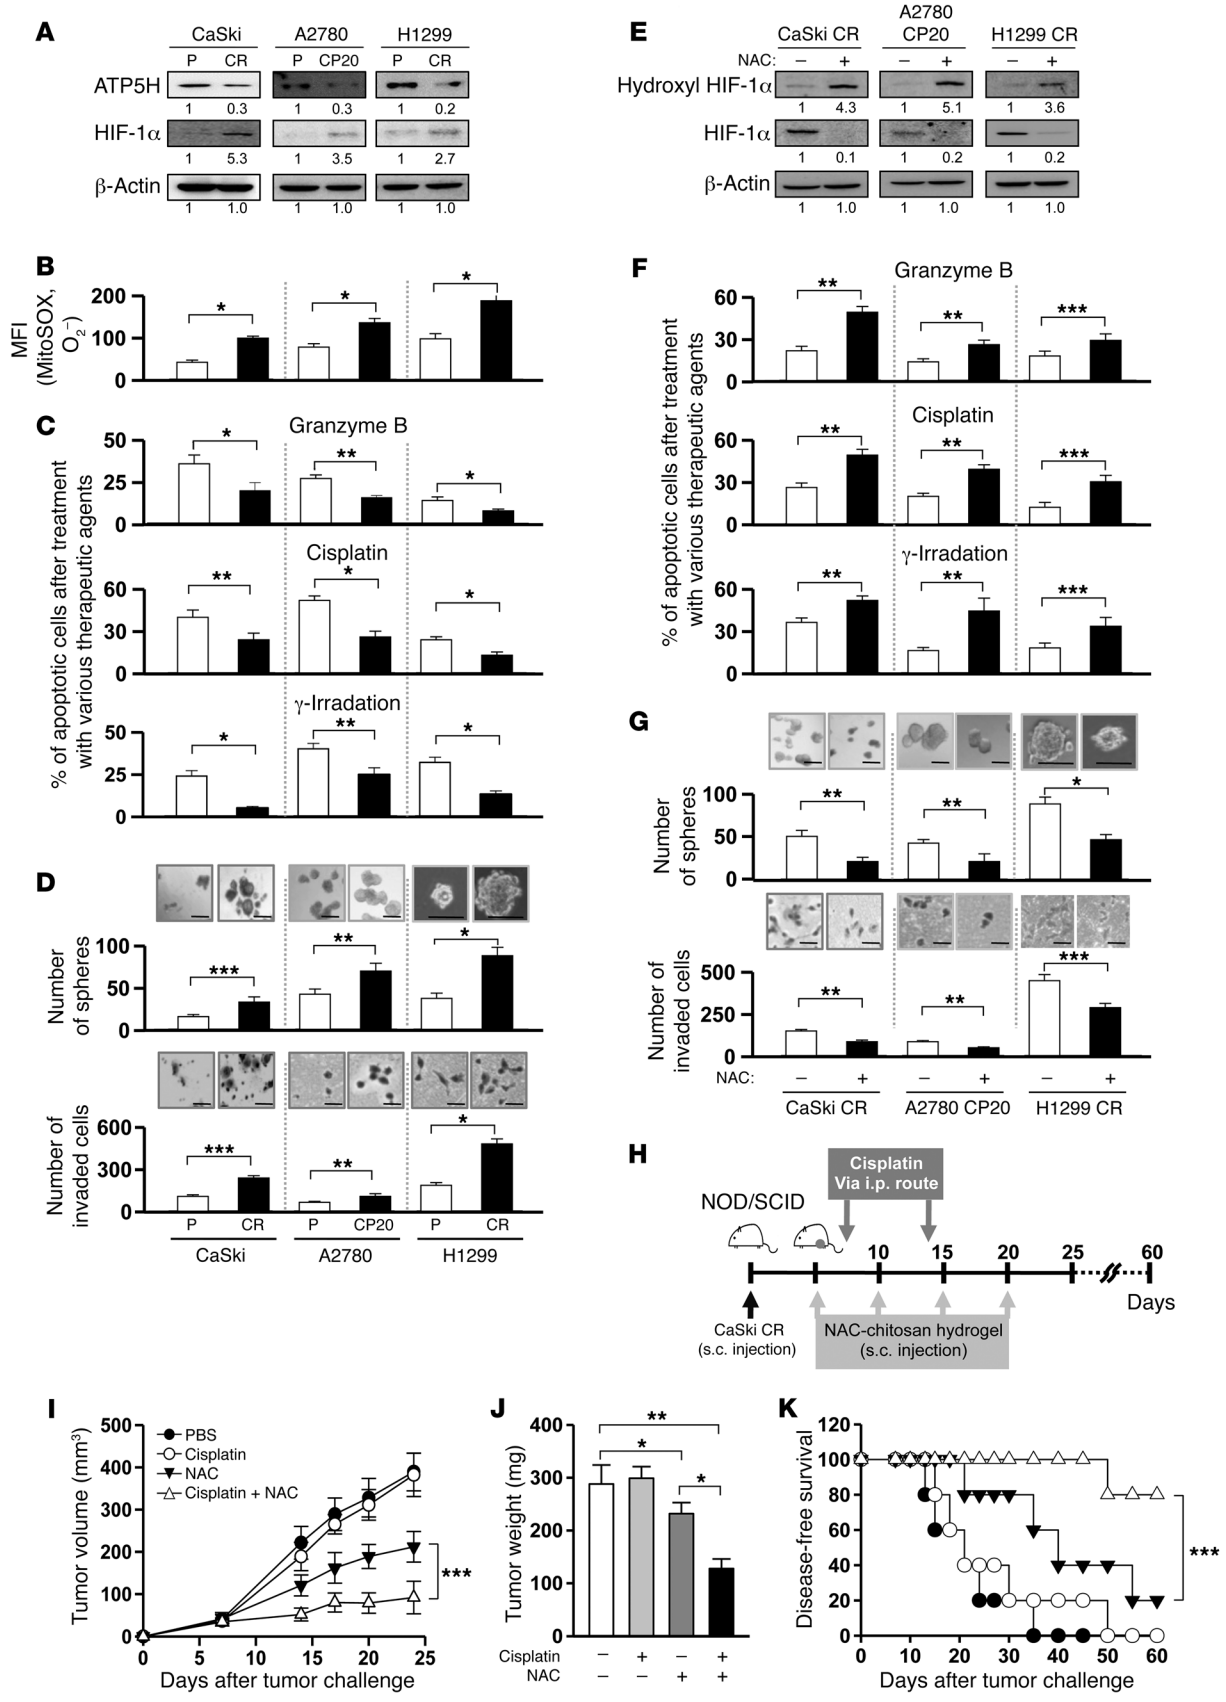 A
CaSki A2780 H1299
P CR P CP20 P CR
ATP5H
1 0.3 1 0.3 1 0.2
HIF-1α
1 5.3 1 3.5 1 2.7
β-Actin
1 1.0 1 1.0 1 1.0
B
MFI
(MitoSOX,
O2−)
200
100
0
* * *
C
% of apoptotic cells after treatment
with various therapeutic agents
Granzyme B
50
25
0
* ** *
Cisplatin
60
30
0
** * *
γ-Irradation
50
25
0
* ** *
D
Number
of spheres
100
50
0
*** ** *
Number of
invaded cells
600
300
0
*** ** *
P CR P CP20 P CR
CaSki A2780 H1299
E
CaSki CR A2780
CP20 H1299 CR
NAC: − + − + − +
Hydroxyl HIF-1α
1 4.3 1 5.1 1 3.6
HIF-1α
1 0.1 1 0.2 1 0.2
β-Actin
1 1.0 1 1.0 1 1.0
F
% of apoptotic cells after treatment
with various therapeutic agents
Granzyme B
60
30
0
** ** ***
Cisplatin
60
30
0
** ** ***
γ-Irradation
60
30
0
** ** ***
G
Number
of spheres
100
50
0
** ** *
Number of
invaded cells
500
250
0
** ** ***
NAC: − + − + − +
CaSki CR A2780 CP20 H1299 CR
H
Cisplatin
Via i.p. route
NOD/SCID
10 15 20 25 60
Days
CaSki CR
(s.c. injection)
NAC-chitosan hydrogel
(s.c. injection)
I
Tumor volume (mm3)
500
400
300
200
100
0
PBS
Cisplatin
NAC
Cisplatin + NAC
***
0 5 10 15 20 25
Days after tumor challenge
J
Tumor weight (mg)
400
300
200
100
0
**
*
*
Cisplatin − + − +
NAC − − + +
K
Disease-free survival
120
100
80
60
40
20
0
***
0 10 20 30 40 50 60
Days after tumor challenge